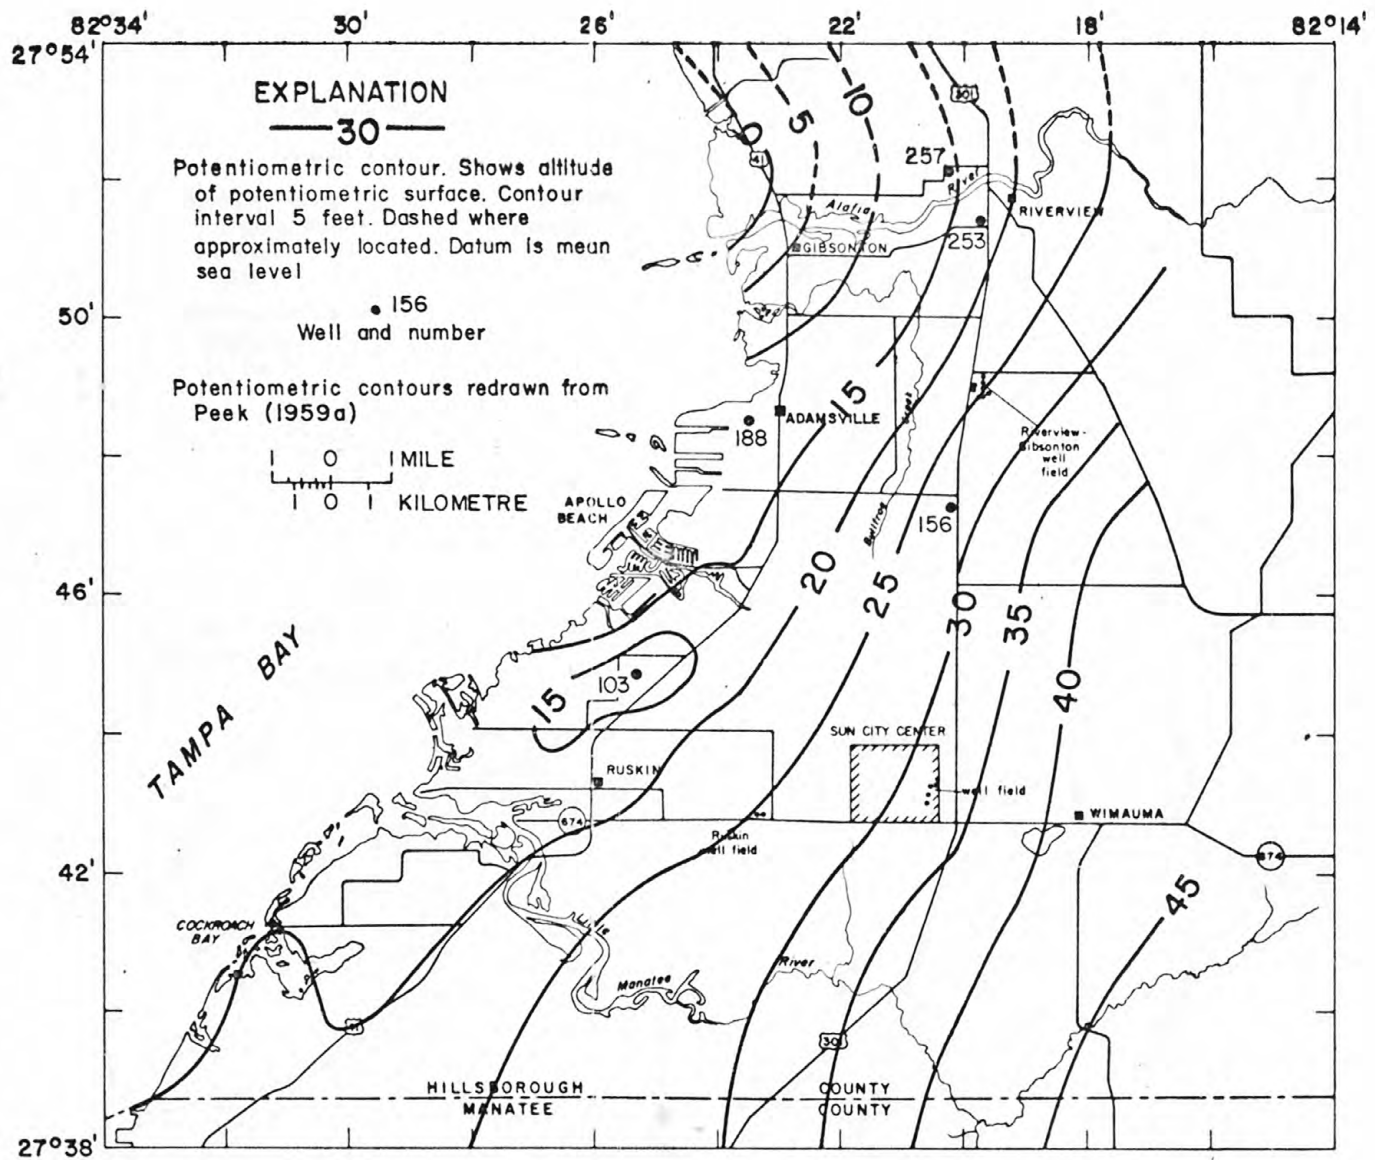 82°34' 30' 26' 22' 18' 82°14'
27°54'
EXPLANATION
30
Potentiometric contour. Shows altitude
of potentiometric surface. Contour
interval 5 feet. Dashed where
approximately located. Datum is mean
sea level
156
Well and number
Potentiometric contours redrawn from
Peek (1959a)
1 0 1 MILE
1 0 1 KILOMETRE
50'
46'
42'
27°38'
0
5
10
301
41
257
River
Alafia
RIVERVIEW
GIBSONTON
253
15
ADAMSVILLE
188
Riverview-
Gibsonton
well
field
APOLLO
BEACH
Bullfrog
156
20
25
30
35
40
TAMPA BAY
103
15
SUN CITY CENTER
RUSKIN
well field
WIMAUMA
674
Ruskin
well field
674
45
COCKROACH
BAY
Little
Manatee
River
41
301
HILLSBOROUGH COUNTY
MANATEE COUNTY